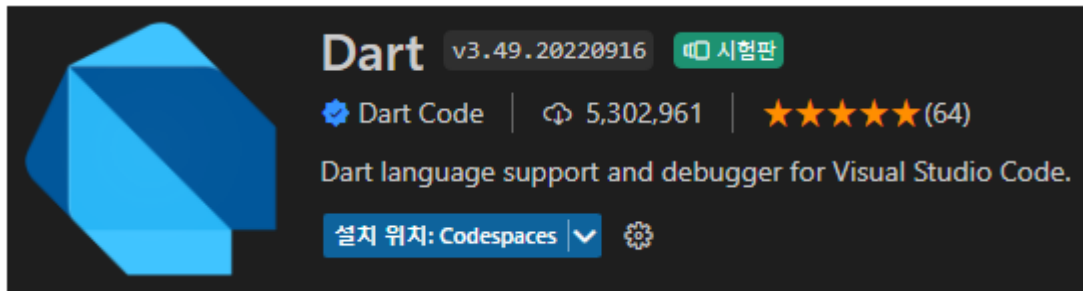 Dart v3.49.20220916 시험판
Dart Code 5,302,961 (64)
Dart language support and debugger for Visual Studio Code.
설치 위치: Codespaces